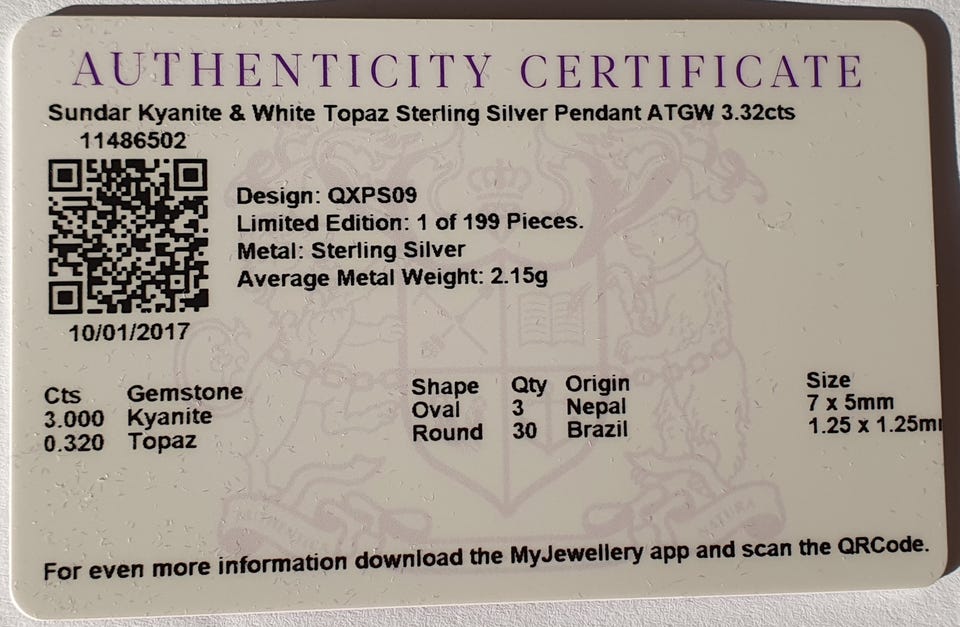 AUTHENTICITY CERTIFICATE
Sundar Kyanite & White Topaz Sterling Silver Pendant ATGW 3.32cts
11486502
Design: QXPS09
Limited Edition: 1 of 199 Pieces.
Metal: Sterling Silver
Average Metal Weight: 2.15g
10/01/2017
Cts Gemstone Shape Qty Origin Size
3.000 Kyanite Oval 3 Nepal 7 x 5mm
0.320 Topaz Round 30 Brazil 1.25 x 1.25m
NATURA
For even more information download the MyJewellery app and scan the QRCode.